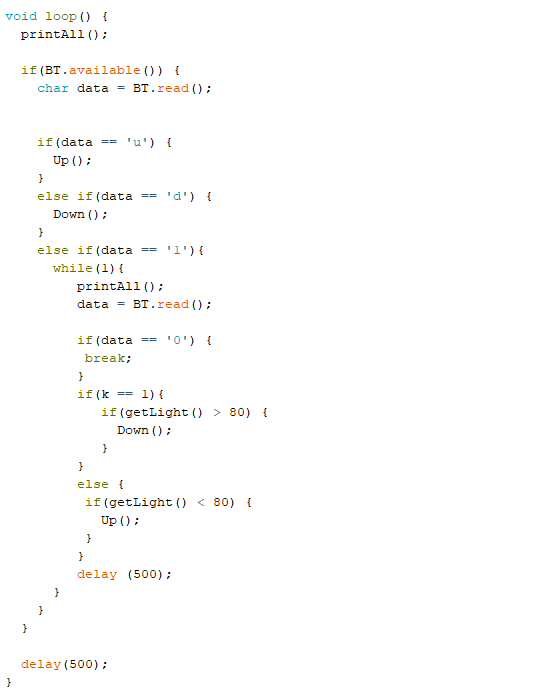 void loop() {
  printAll();

  if(BT.available()) {
    char data = BT.read();


    if(data == 'u') {
      Up();
    }
    else if(data == 'd') {
      Down();
    }
    else if(data == '1'){
      while(1){
         printAll();
         data = BT.read();

         if(data == '0') {
          break;
         }
         if(k == 1){
            if(getLight() > 80) {
              Down();
            }
         }
         else {
          if(getLight() < 80) {
            Up();
          }
         }
         delay (500);
      }
    }
  }

  delay(500);
}